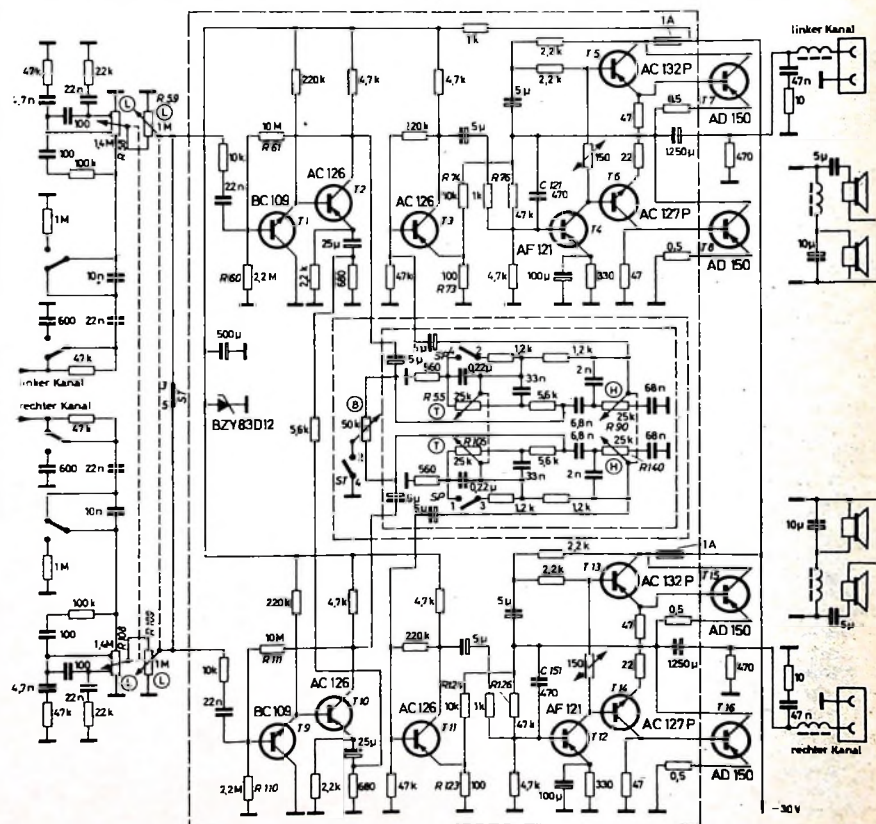 1A
linker Kanal
1k
2,2k
T5
47k
22k
22n
R 59
220k
4,7k
4,7k
2,2k
AC 132 P
4,7n
100
L
L
1M
5µ
47
0,5
T7
47n
10
AD 150
10M
R 61
220k
5µ
1250µ
1,4M
100
100k
10k
AC 126
150
22
470
5µ
R 74
R 76
C 121
470
T6
22n
BC 109
T2
AC 126
10k
1k
1M
T1
T3
47k
AC 127 P
AF 121
T4
T8
25µ
AD 150
10µ
10n
R160
2,2M
2,2k
680
47k
100
R 73
4,7k
100µ
330
47
0,5
600
22n
500µ
47k
5µ
5µ
560
SP
2
1,2k
1,2k
linker Kanal
0,22µ
33n
2n
H
68n
rechter Kanal
B
R 55
25k
5,6k
25k
R 90
47k
ST
BZY 83 D12
50k
T
6,8n
5,6k
T
R 105
25k
6,8n
25k
68n
5,6k
H
R 140
600
22n
560
33n
2n
ST
4
0,22µ
10n
5µ
SP
1
3
1,2k
1,2k
1A
10µ
1M
2,2k
T 13
AC 132 P
T 15
100k
220k
4,7k
4,7k
2,2k
5µ
5µ
100
1,4M
R 108
47
0,5
AD 150
10M
R 111
220k
5µ
1250µ
100
1M
4,7n
22n
L
L
10k
AC 126
C 151
470
150
22
470
10
T14
R 126
47k
22k
22n
BC 109
T10
AC 126
10k
1k
47k
AF 121
AC 127 P
T 16
47n
T9
T11
T12
25µ
AD 150
rechter Kanal
2,2M
R 110
2,2k
680
47k
R 123
100
4,7k
100µ
330
47
0,5
-30V